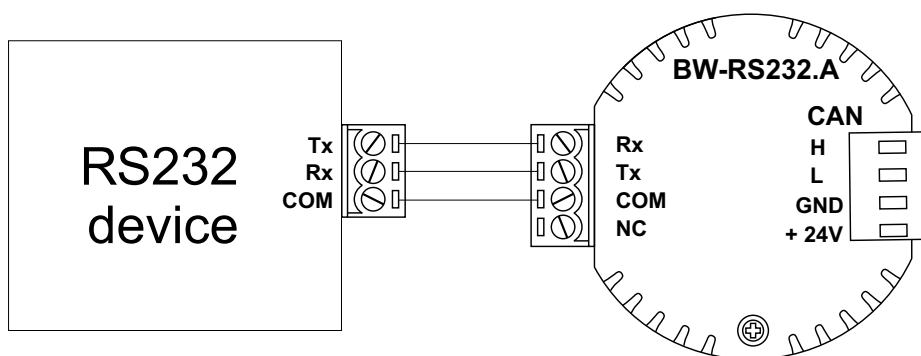 RS232
device
Tx
Rx
COM
Rx
Tx
COM
NC
BW-RS232.A
CAN
H
L
GND
+ 24V